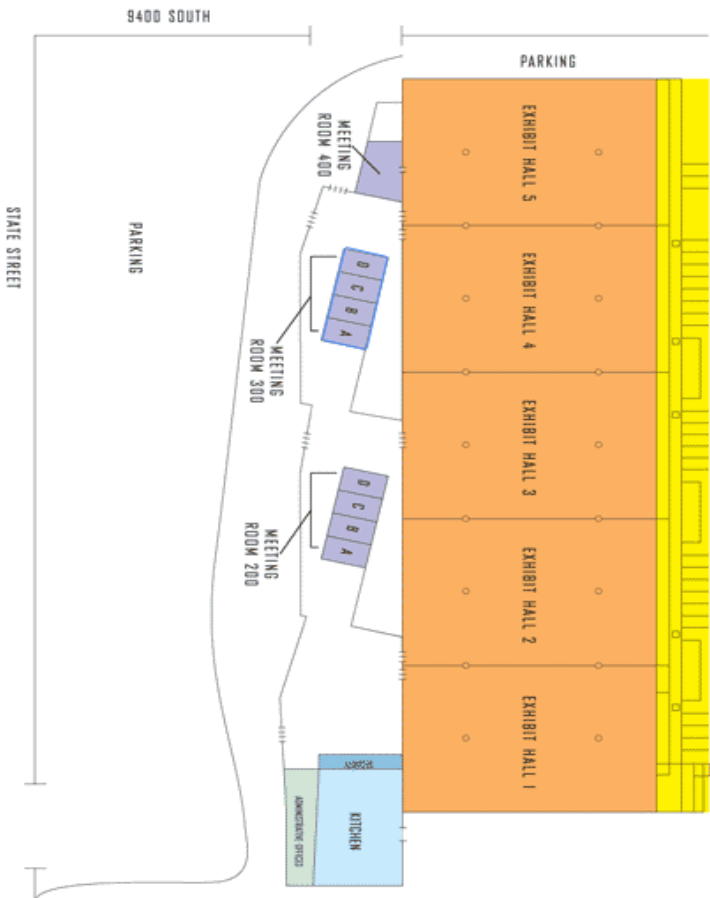 9400 SOUTH
PARKING
EXHIBIT HALL 5
MEETING
ROOM 400
STATE STREET
PARKING
D C B A
EXHIBIT HALL 4
MEETING
ROOM 300
EXHIBIT HALL 3
D C B A
MEETING
ROOM 200
EXHIBIT HALL 2
EXHIBIT HALL 1
ADMINISTRATIVE OFFICES
KITCHEN